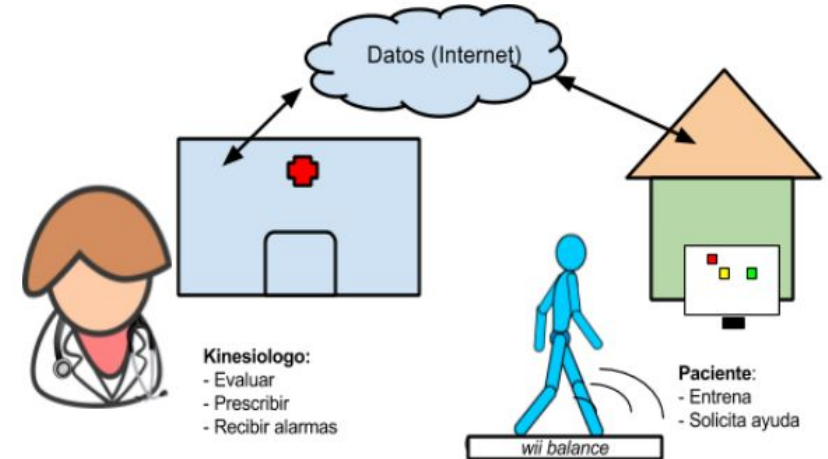 Datos (Internet)
Kinesiologo:
- Evaluar
- Prescribir
- Recibir alarmas
Paciente:
- Entrena
- Solicita ayuda
wii balance